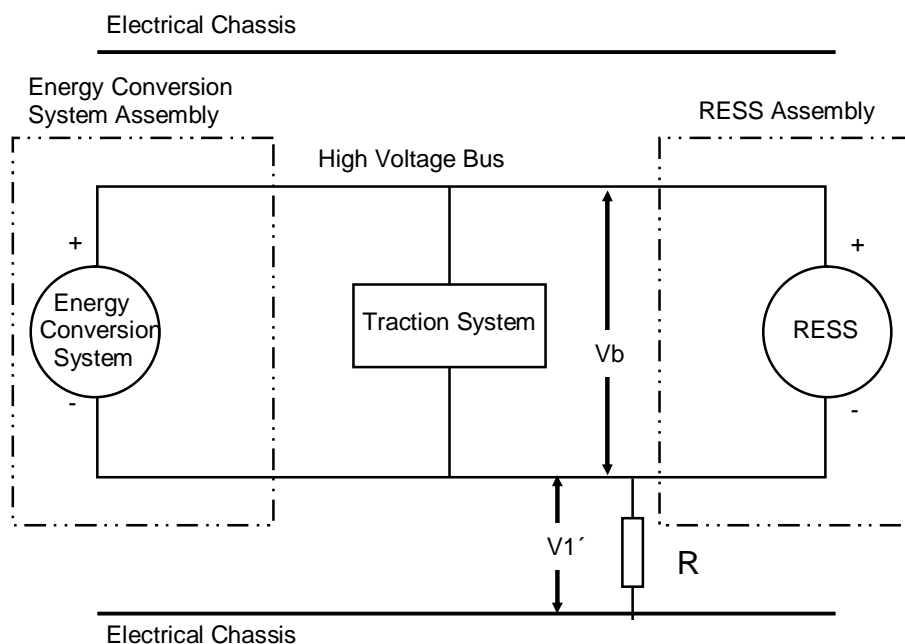 Electrical Chassis
Energy Conversion
System Assembly
RESS Assembly
High Voltage Bus
+
+
Energy
Conversion
System
Traction System
Vb
RESS
-
-
V1´
R
Electrical Chassis